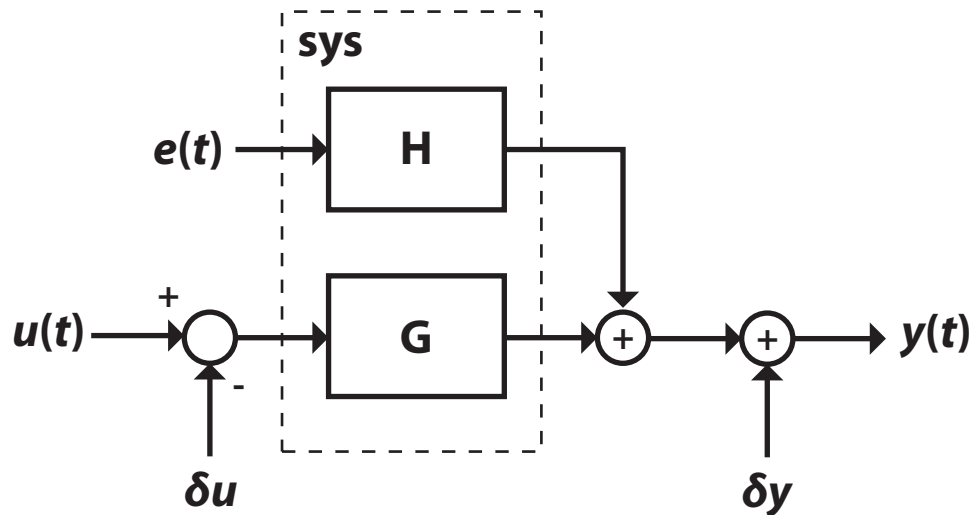 sys
e(t)
H
+
u(t)
G
+
+
y(t)
-
δu
δy